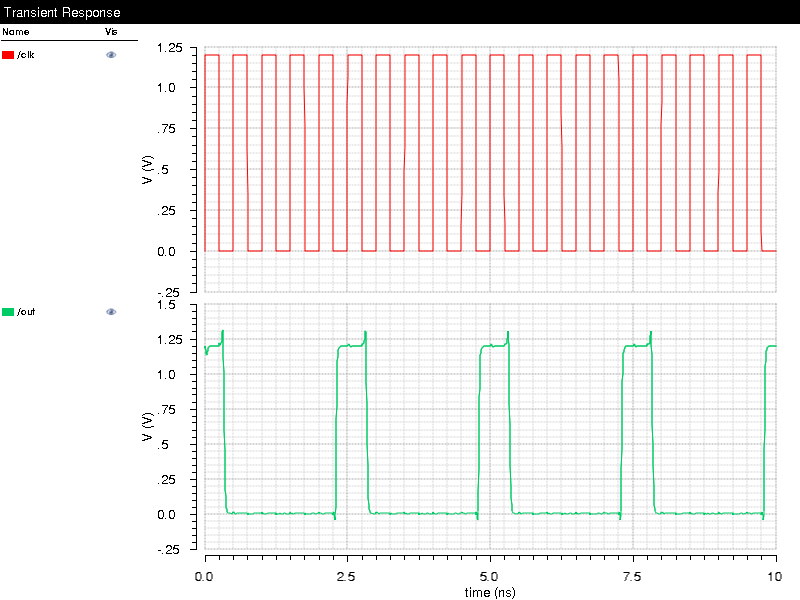 Transient Response
Name Vis
/clk
1.25
1.0
.75
.5
.25
0.0
-.25
V (V)
/out
1.5
1.25
1.0
.75
.5
.25
0.0
-.25
V (V)
0.0 2.5 5.0 7.5 10
time (ns)